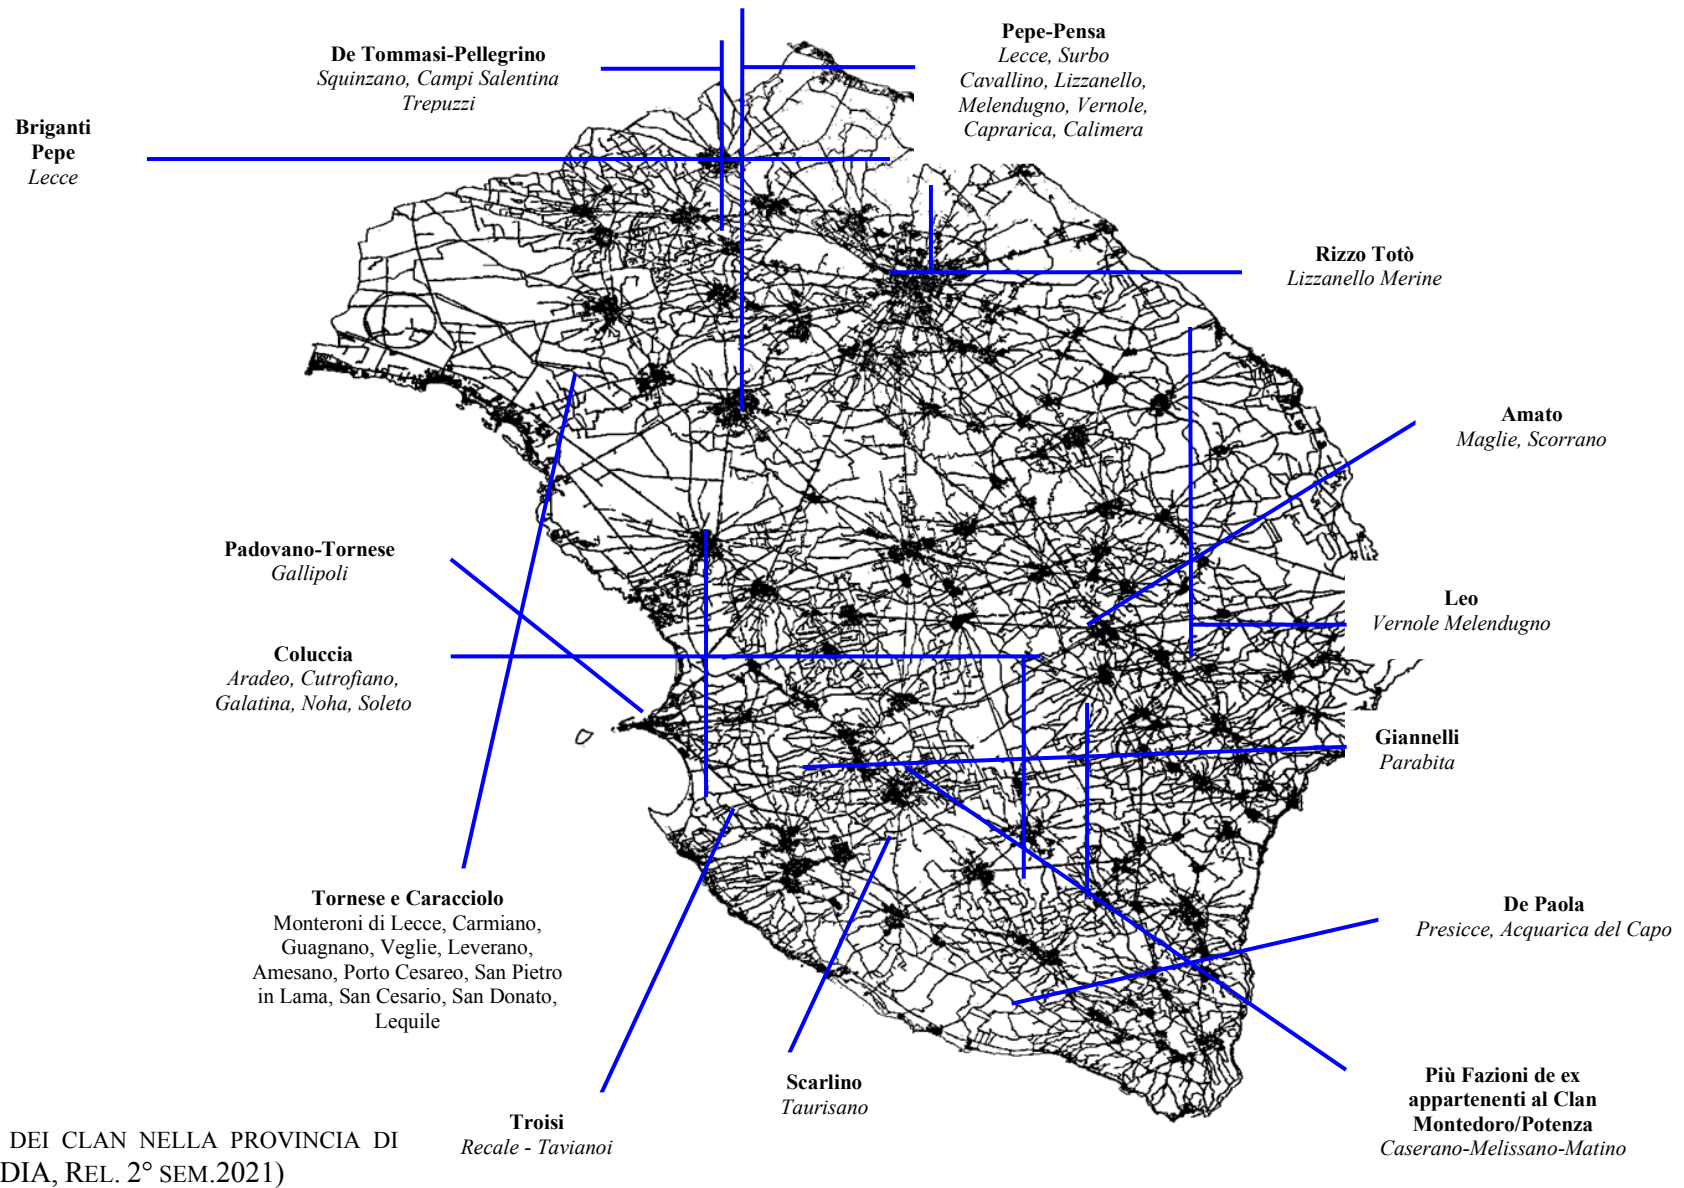 De Tommasi-Pellegrino
Squinzano, Campi Salentina
Trepuzzi
Pepe-Pensa
Lecce, Surbo
Cavallino, Lizzanello,
Melendugno, Vernole,
Caprarica, Calimera
Briganti
Pepe
Lecce
Rizzo Totò
Lizzanello Merine
Amato
Maglie, Scorrano
Padovano-Tornese
Gallipoli
Leo
Vernole Melendugno
Coluccia
Aradeo, Cutrofiano,
Galatina, Noha, Soleto
Giannelli
Parabita
Tornese e Caracciolo
Monteroni di Lecce, Carmiano,
Guagnano, Veglie, Leverano,
Amesano, Porto Cesareo, San Pietro
in Lama, San Cesario, San Donato,
Lequile
De Paola
Presicce, Acquarica del Capo
Scarlino
Taurisano
Più Fazioni de ex
appartenenti al Clan
Montedoro/Potenza
Caserano-Melissano-Matino
Troisi
Recale - Tavianoi
DEI CLAN NELLA PROVINCIA DI
DIA, REL. 2° SEM.2021)